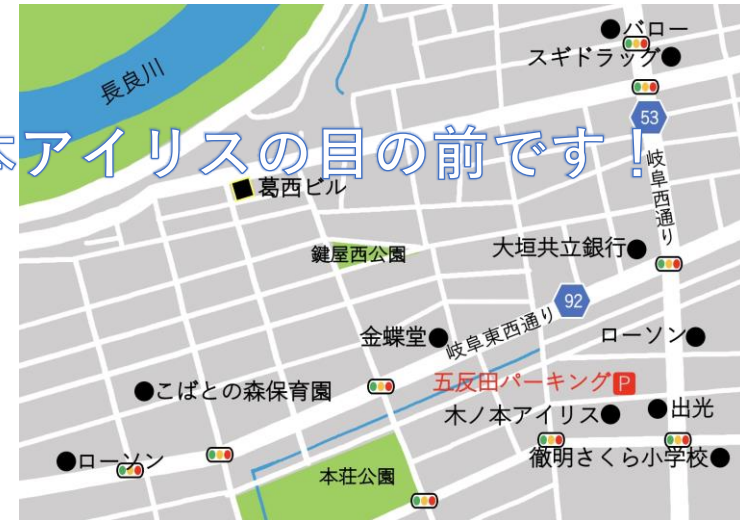 バロー
スギドラッグ
長良川
53
本アイリスの目の前です！
岐阜西通り
葛西ビル
鍵屋西公園
大垣共立銀行
92
金蝶堂
岐阜東西通り
ローソン
こばとの森保育園
五反田パーキングP
木ノ本アイリス
出光
ローソン
本荘公園
徹明さくら小学校